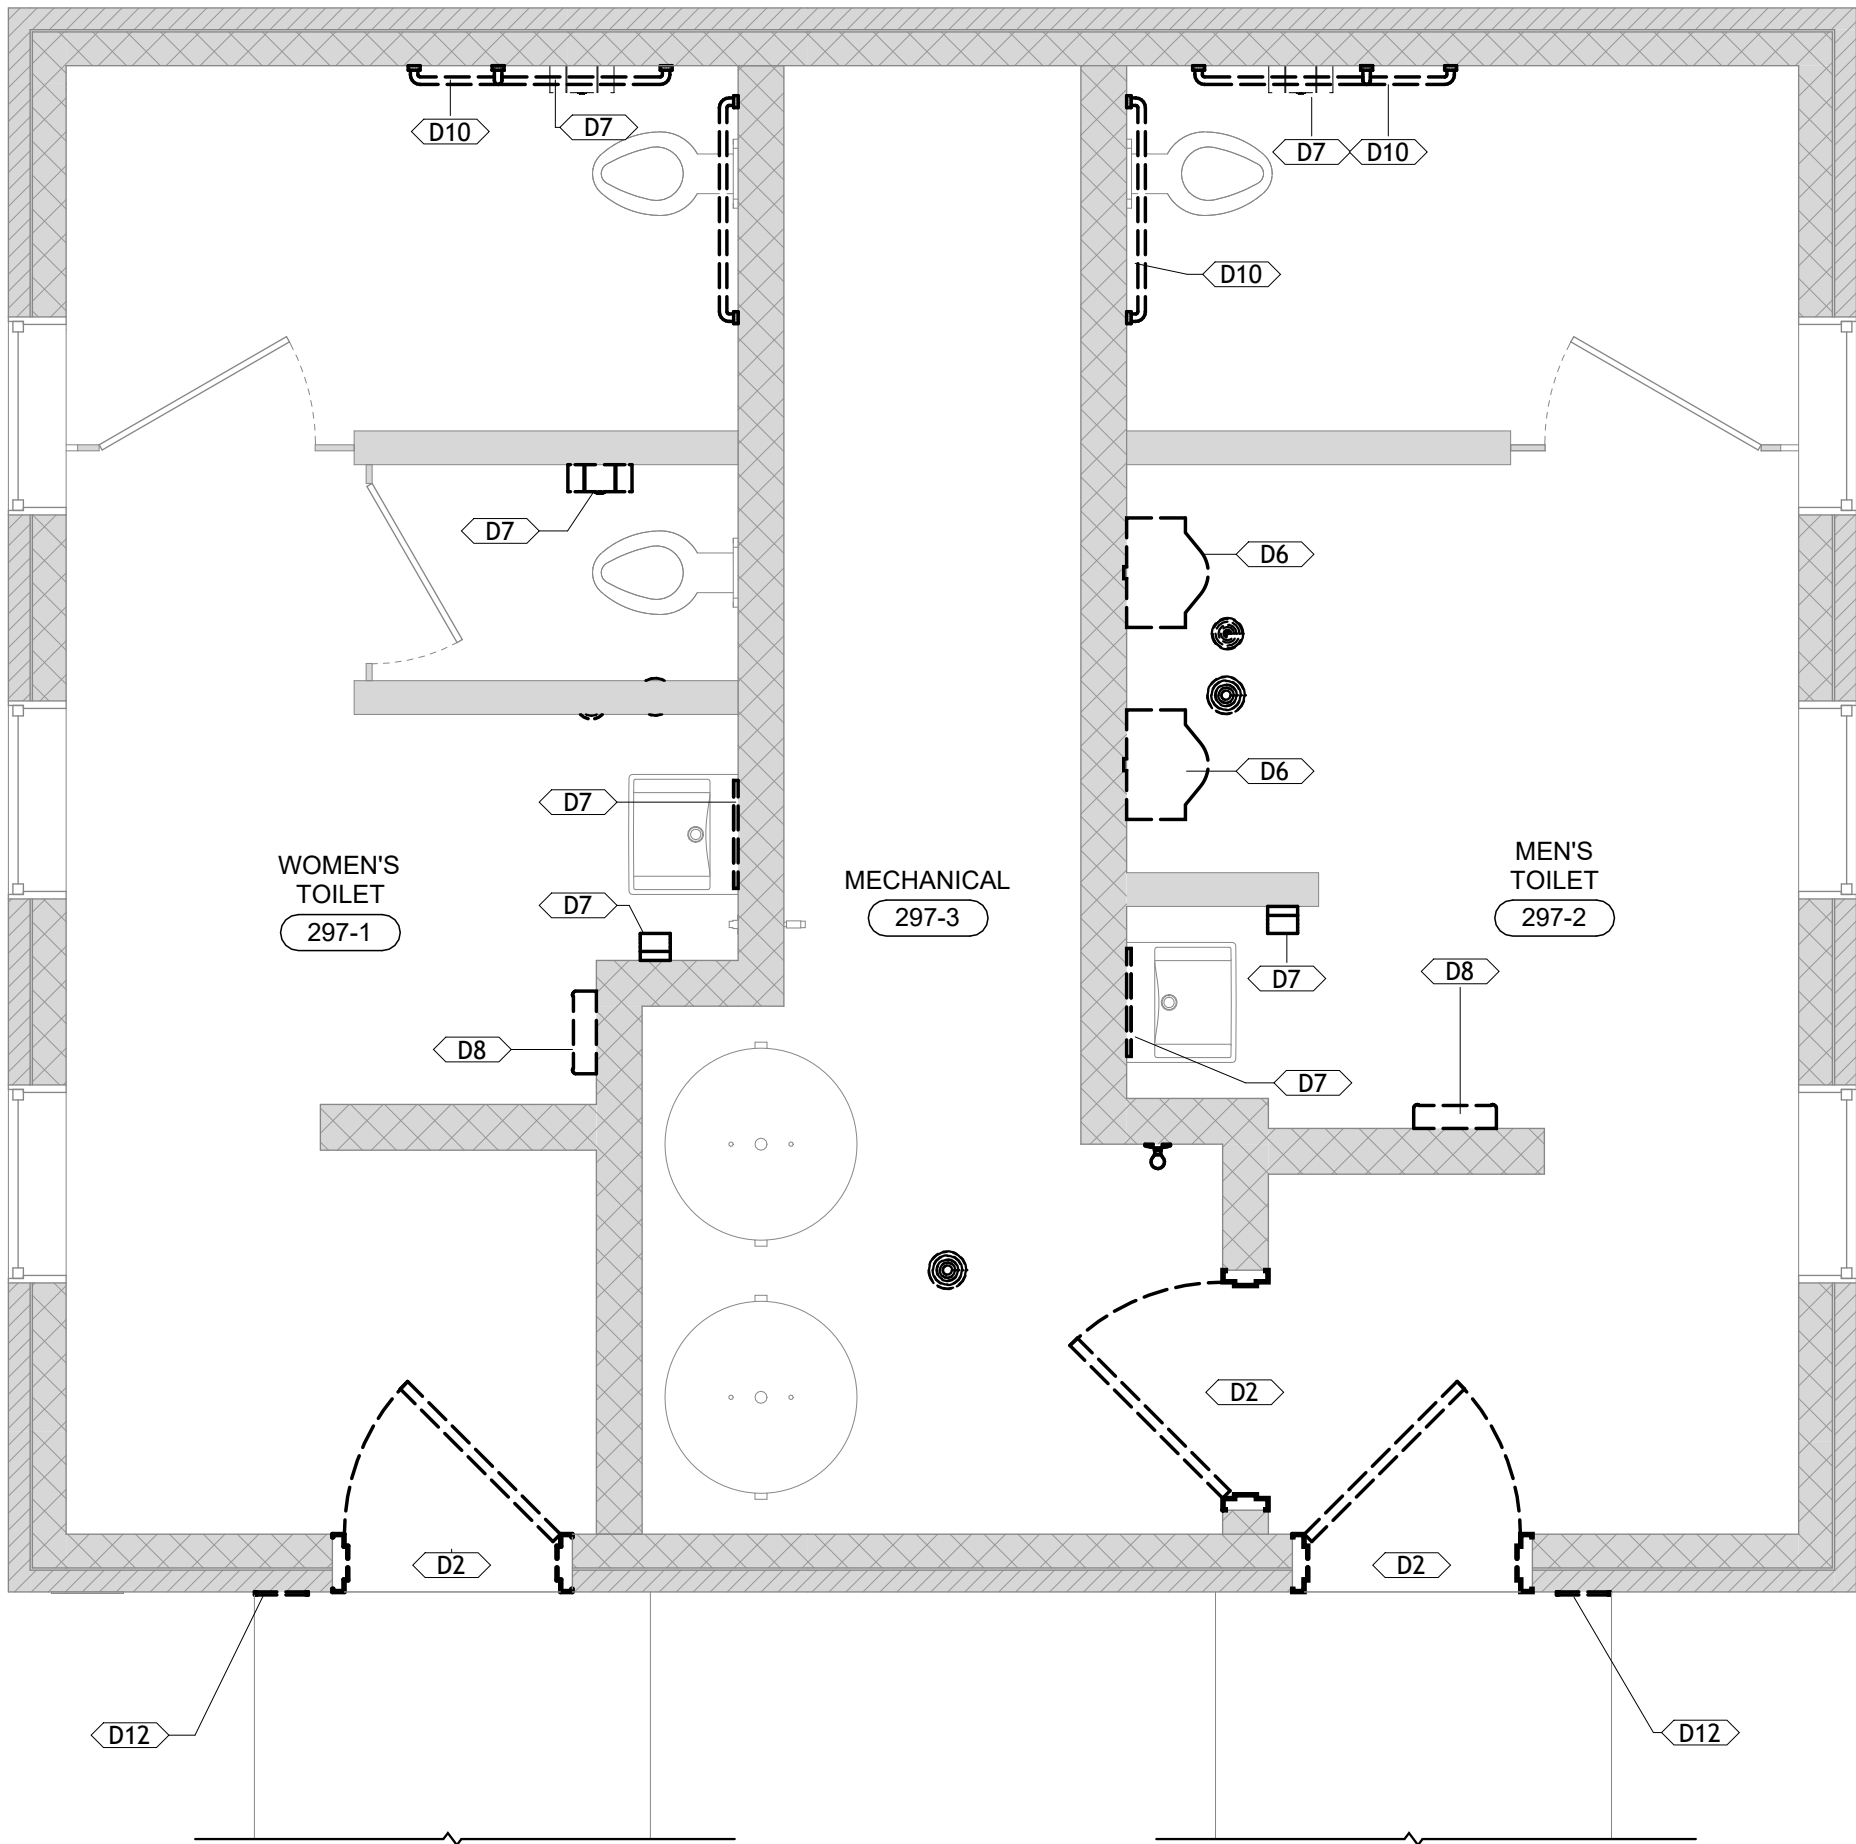 D10
D7
D7
D10
D10
D7
D6
D6
D7
WOMEN'S
TOILET
297-1
D7
MECHANICAL
297-3
MEN'S
TOILET
297-2
D7
D8
D8
D7
D2
D2
D2
D12
D12